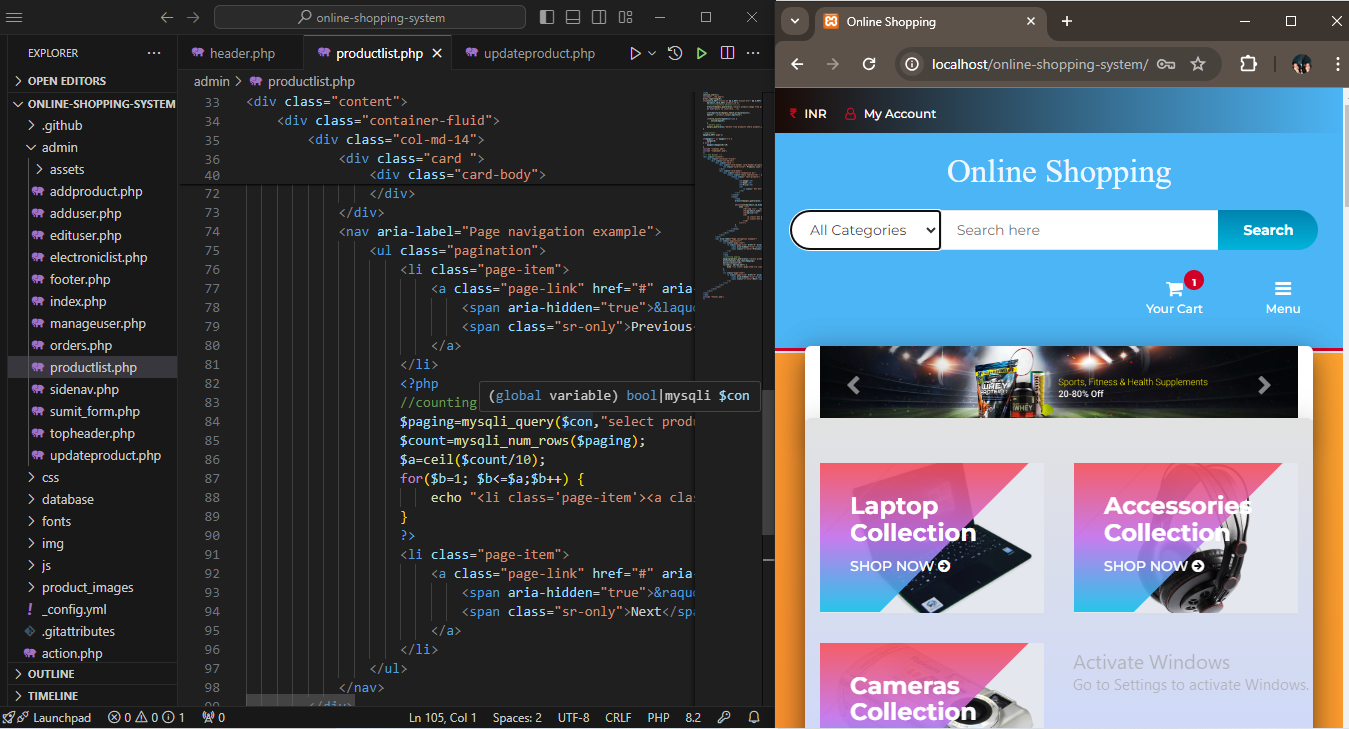 online-shopping-system
EXPLORER
OPEN EDITORS
ONLINE-SHOPPING-SYSTEM
.github
admin
assets
addproduct.php
adduser.php
edituser.php
electroniclist.php
footer.php
index.php
manageuser.php
orders.php
productlist.php
sidenav.php
sumit_form.php
topheader.php
updateproduct.php
css
database
fonts
img
js
product_images
_config.yml
.gitattributes
action.php
OUTLINE
TIMELINE
header.php
productlist.php
updateproduct.php
admin > productlist.php
33 <div class="content">
34 <div class="container-fluid">
35 <div class="col-md-14">
36 <div class="card ">
40 <div class="card-body">
72 </div>
73 </div>
74 <nav aria-label="Page navigation example">
75 <ul class="pagination">
76 <li class="page-item">
77 <a class="page-link" href="#" aria-
78 <span aria-hidden="true">&laquo
79 <span class="sr-only">Previous
80 </a>
81 </li>
82 <?php
83 //counting
(global variable) bool|mysqli $con
84 $paging=mysqli_query($con,"select prod
85 $count=mysqli_num_rows($paging);
86 $a=ceil($count/10);
87 for($b=1; $b<=$a;$b++) {
88 echo "<li class='page-item'><a clas
89 }
90 ?>
91 <li class="page-item">
92 <a class="page-link" href="#" aria-
93 <span aria-hidden="true">&raquo
94 <span class="sr-only">Next</spa
95 </a>
96 </li>
97 </ul>
98 </nav>
Launchpad 0 0 1 0 Ln 105, Col 1 Spaces: 2 UTF-8 CRLF PHP 8.2
Online Shopping
localhost/online-shopping-system/
₹ INR My Account
Online Shopping
All Categories Search here Search
1
Your Cart Menu
WHEY
WHEY
Sports, Fitness & Health Supplements
20-80% Off
Laptop
Collection
SHOP NOW
Accessories
Collection
SHOP NOW
Cameras
Collection
Activate Windows
Go to Settings to activate Windows.